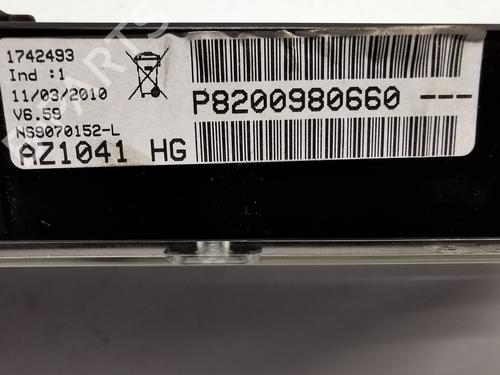 1742493
Ind :1
11/03/2010
V6.59
NS9070152-L
AZ1041 HG
P8200980660 ---